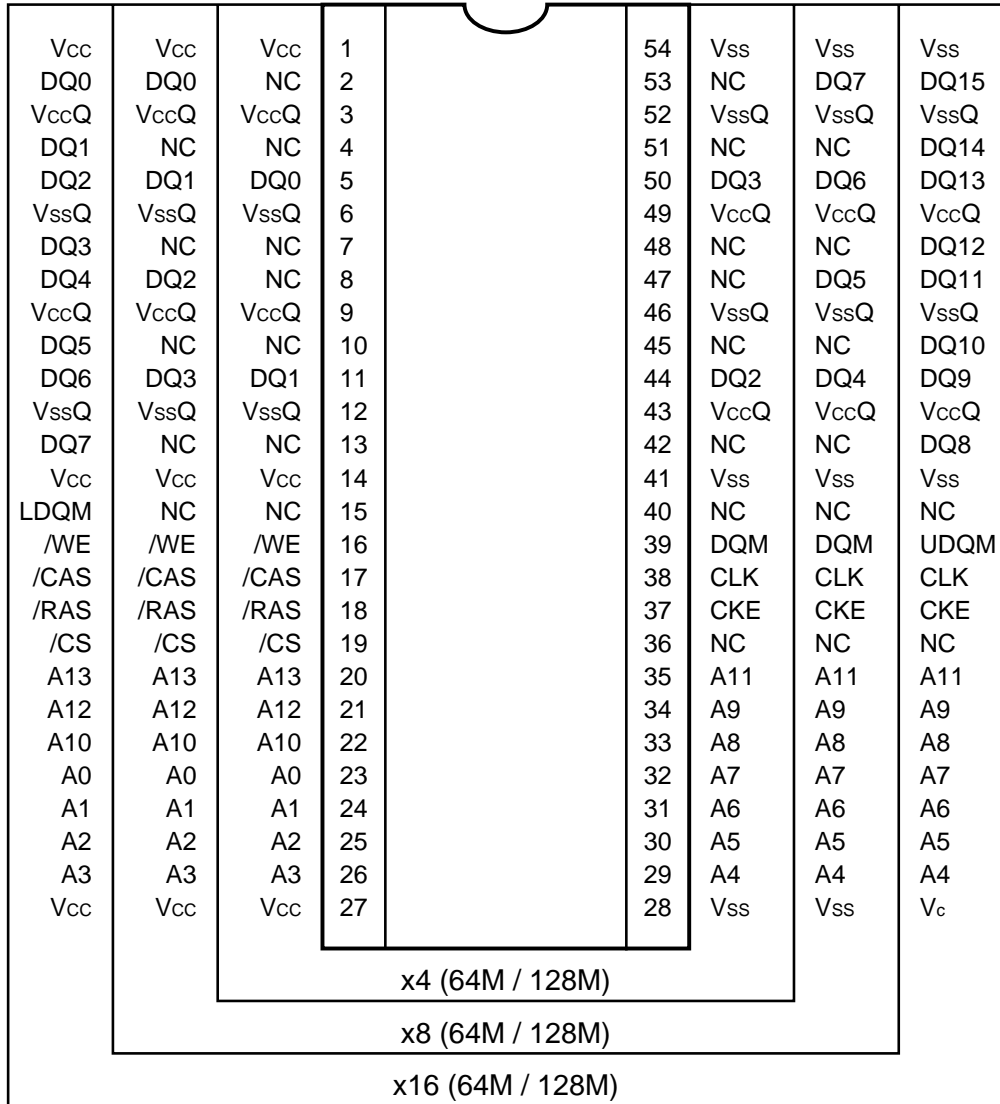 Vcc Vcc Vcc 1 54 Vss Vss Vss
DQ0 DQ0 NC 2 53 NC DQ7 DQ15
VccQ VccQ VccQ 3 52 VssQ VssQ VssQ
DQ1 NC NC 4 51 NC NC DQ14
DQ2 DQ1 DQ0 5 50 DQ3 DQ6 DQ13
VssQ VssQ VssQ 6 49 VccQ VccQ VccQ
DQ3 NC NC 7 48 NC NC DQ12
DQ4 DQ2 NC 8 47 NC DQ5 DQ11
VccQ VccQ VccQ 9 46 VssQ VssQ VssQ
DQ5 NC NC 10 45 NC NC DQ10
DQ6 DQ3 DQ1 11 44 DQ2 DQ4 DQ9
VssQ VssQ VssQ 12 43 VccQ VccQ VccQ
DQ7 NC NC 13 42 NC NC DQ8
Vcc Vcc Vcc 14 41 Vss Vss Vss
LDQM NC NC 15 40 NC NC NC
/WE /WE /WE 16 39 DQM DQM UDQM
/CAS /CAS /CAS 17 38 CLK CLK CLK
/RAS /RAS /RAS 18 37 CKE CKE CKE
/CS /CS /CS 19 36 NC NC NC
A13 A13 A13 20 35 A11 A11 A11
A12 A12 A12 21 34 A9 A9 A9
A10 A10 A10 22 33 A8 A8 A8
A0 A0 A0 23 32 A7 A7 A7
A1 A1 A1 24 31 A6 A6 A6
A2 A2 A2 25 30 A5 A5 A5
A3 A3 A3 26 29 A4 A4 A4
Vcc Vcc Vcc 27 28 Vss Vss Vc
x4 (64M / 128M)
x8 (64M / 128M)
x16 (64M / 128M)